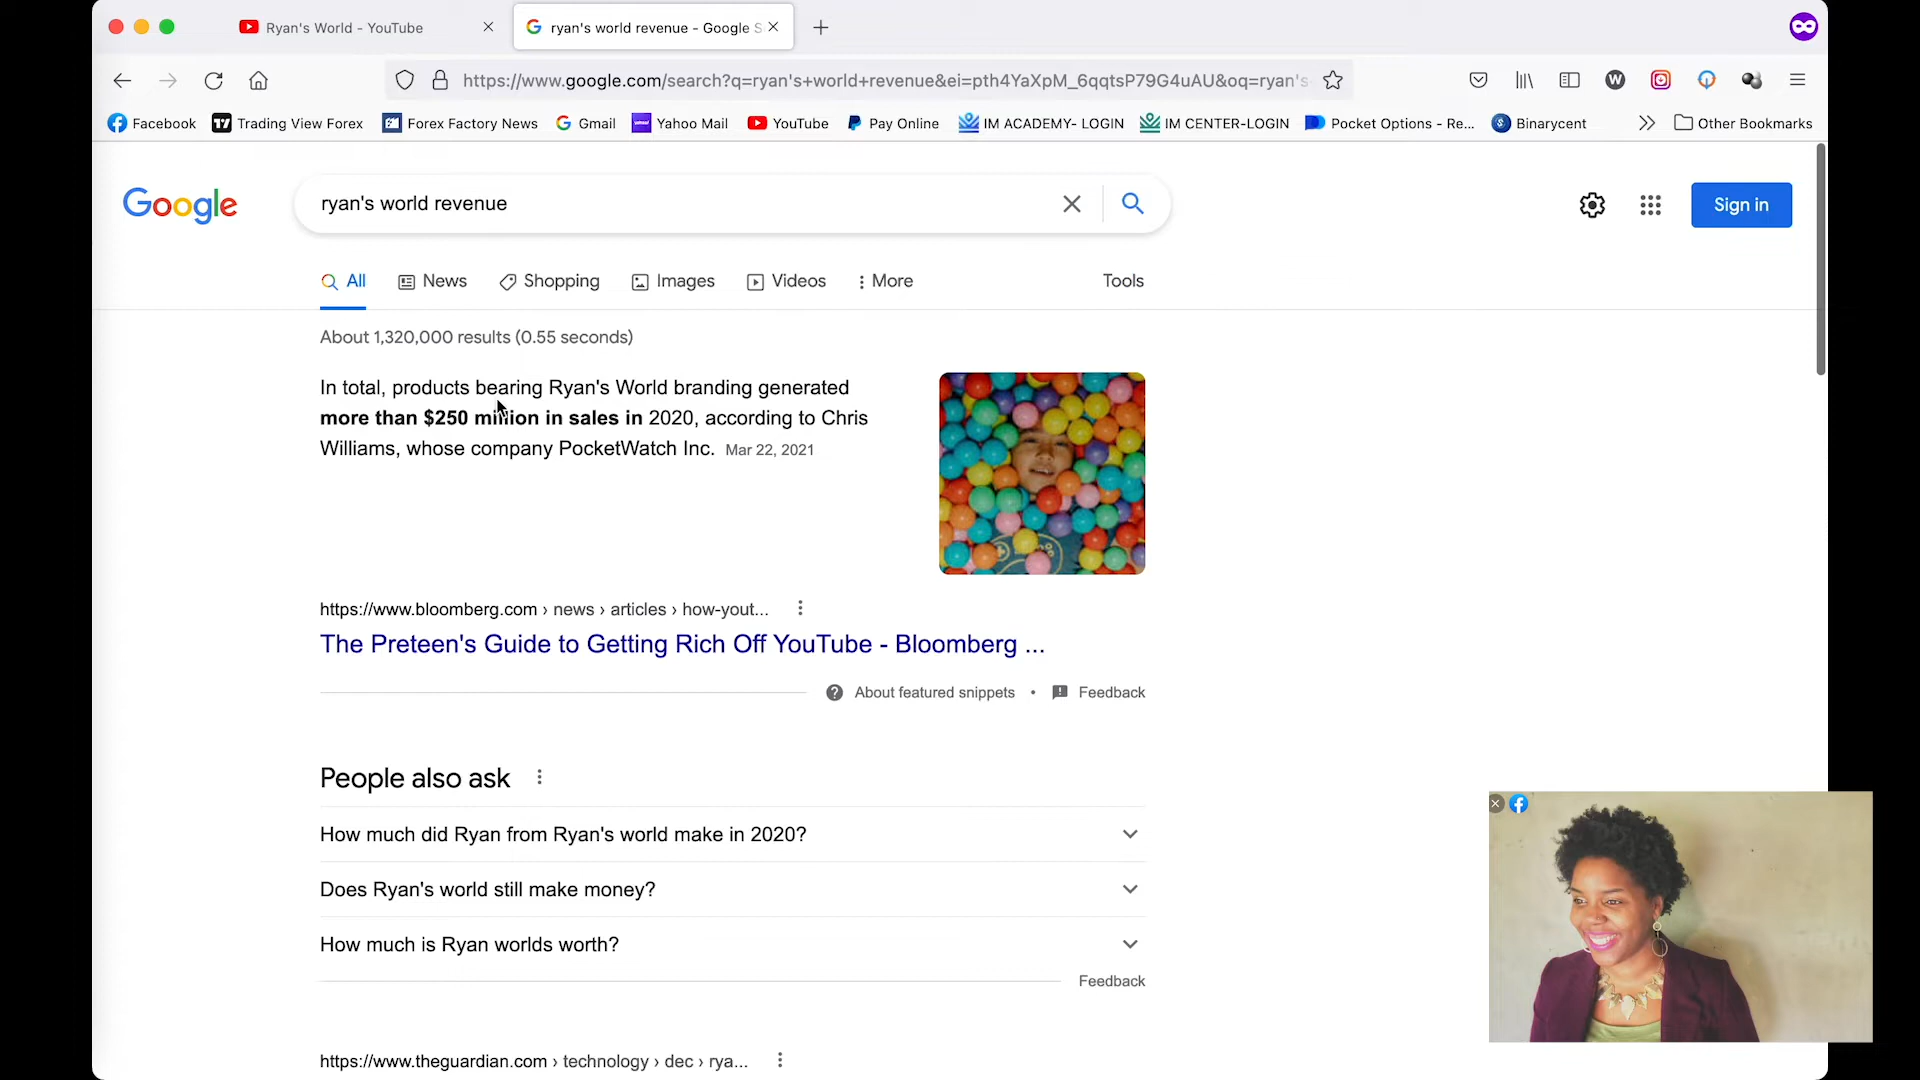 Ryan's World - YouTube
ryan's world revenue - Google S
https://www.google.com/search?q=ryan's+world+revenue&ei=pth4YaXpM_6qqtsP79G4uAU&oq=ryan's-
Facebook
Trading View Forex
Forex Factory News
Gmail
Yahoo Mail
YouTube
Pay Online
IM ACADEMY- LOGIN
IM CENTER-LOGIN
Pocket Options - Re...
Binarycent
Other Bookmarks
Google
ryan's world revenue
Sign in
All
News
Shopping
Images
Videos
More
Tools
About 1,320,000 results (0.55 seconds)
In total, products bearing Ryan's World branding generated
more than $250 million in sales in 2020, according to Chris
Williams, whose company PocketWatch Inc. Mar 22, 2021
https://www.bloomberg.com › news › articles › how-yout...
The Preteen's Guide to Getting Rich Off YouTube - Bloomberg ...
About featured snippets • Feedback
People also ask
How much did Ryan from Ryan's world make in 2020?
Does Ryan's world still make money?
How much is Ryan worlds worth?
Feedback
https://www.theguardian.com › technology › dec › rya...